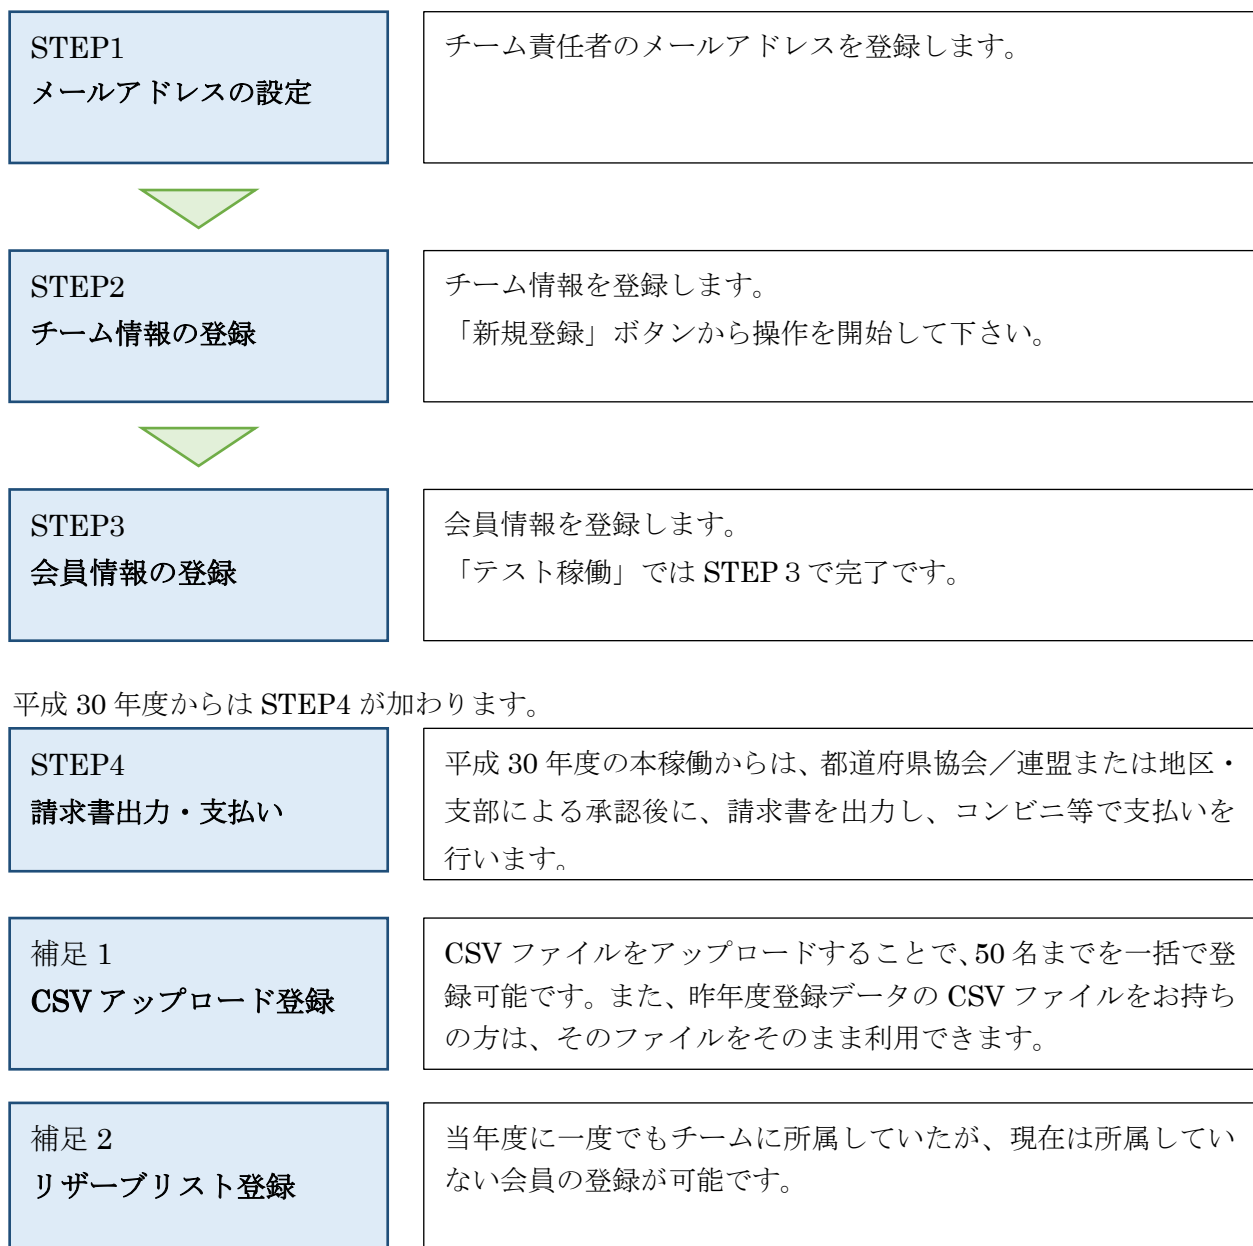 STEP1
メールアドレスの設定
チーム責任者のメールアドレスを登録します。
STEP2
チーム情報の登録
チーム情報を登録します。
「新規登録」ボタンから操作を開始して下さい。
STEP3
会員情報の登録
会員情報を登録します。
「テスト稼働」では STEP３で完了です。
平成 30 年度からは STEP4 が加わります。
STEP4
請求書出力・支払い
平成 30 年度の本稼働からは、都道府県協会／連盟または地区・
支部による承認後に、請求書を出力し、コンビニ等で支払いを
行います。
補足 1
CSV アップロード登録
CSV ファイルをアップロードすることで、50 名までを一括で登
録可能です。また、昨年度登録データの CSV ファイルをお持ち
の方は、そのファイルをそのまま利用できます。
補足 2
リザーブリスト登録
当年度に一度でもチームに所属していたが、現在は所属してい
ない会員の登録が可能です。